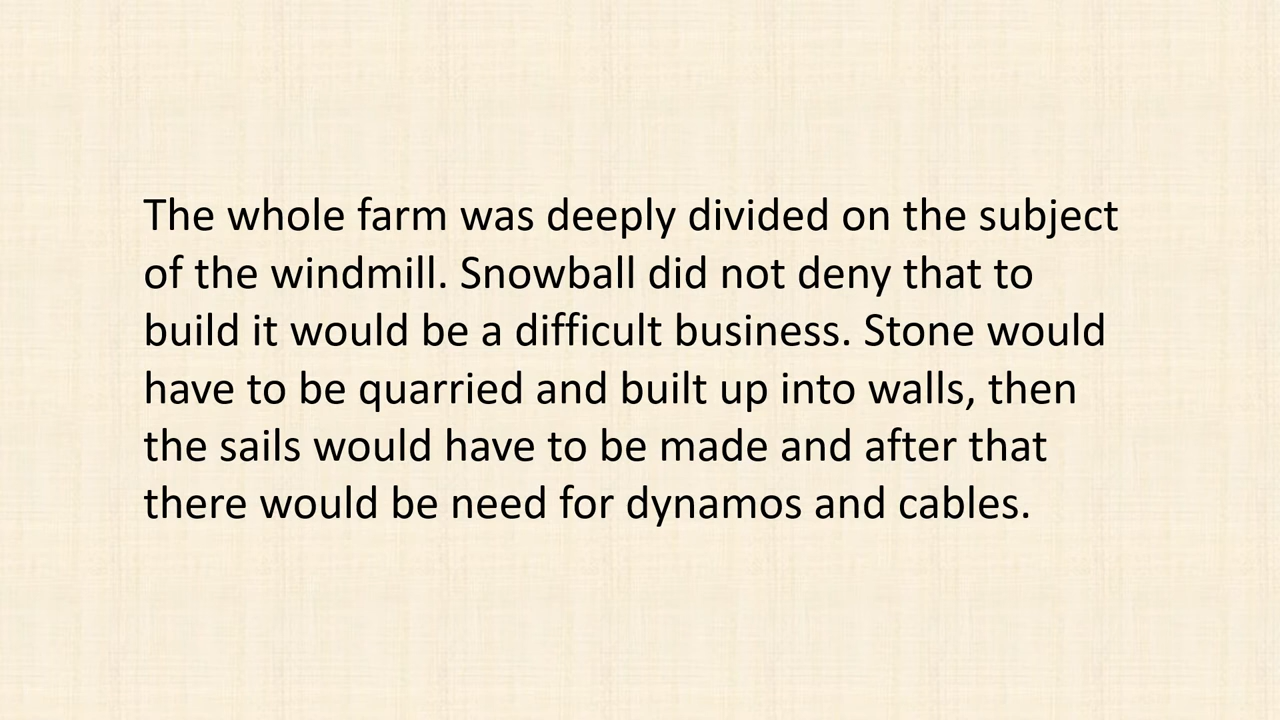 The whole farm was deeply divided on the subject
of the windmill. Snowball did not deny that to
build it would be a difficult business. Stone would
have to be quarried and built up into walls, then
the sails would have to be made and after that
there would be need for dynamos and cables.